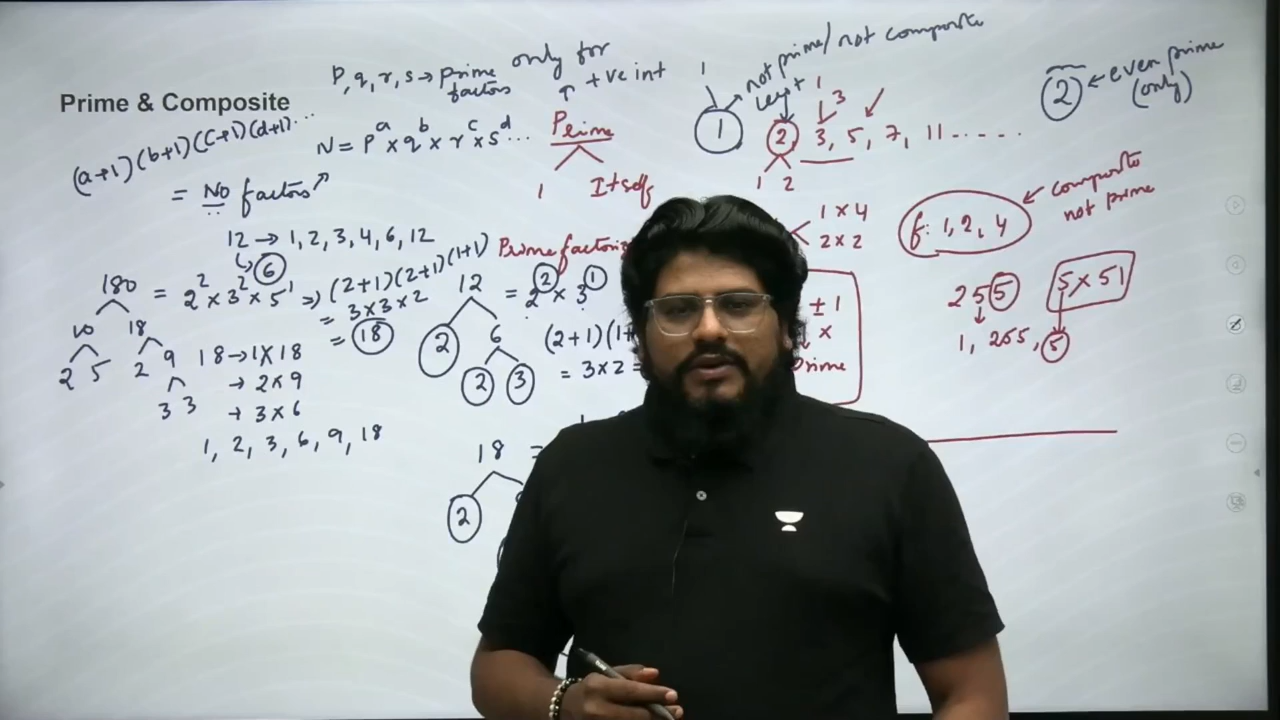 Prime & Composite
P, q, r, s → prime factors
only for +ve int
(a+1)(b+1)(c+1)(d+1)...
N = p^a × q^b × r^c × s^d ...
= No factors
Prime
1 Itself
1
1
not prime/not composite
1
3
2, 3, 5, 7, 11 - - - - -
1 2
2 ← even prime (only)
12 → 1, 2, 3, 4, 6, 12
6
1 × 4
2 × 2
f: 1, 2, 4
composite not prime
180 = 2^2 × 3^2 × 5^1 ⇒ (2+1)(2+1)(1+1)
= 3 × 3 × 2
= 18
10 18
2 5 2 9
3 3
18 → 1 × 18
→ 2 × 9
→ 3 × 6
1, 2, 3, 6, 9, 18
12 = 2^2 × 3^1
2 6
2 3
(2+1)(1+
= 3 × 2 =
± 1
×
Prime
255 5 × 51
1, 255, 5
18 =
2